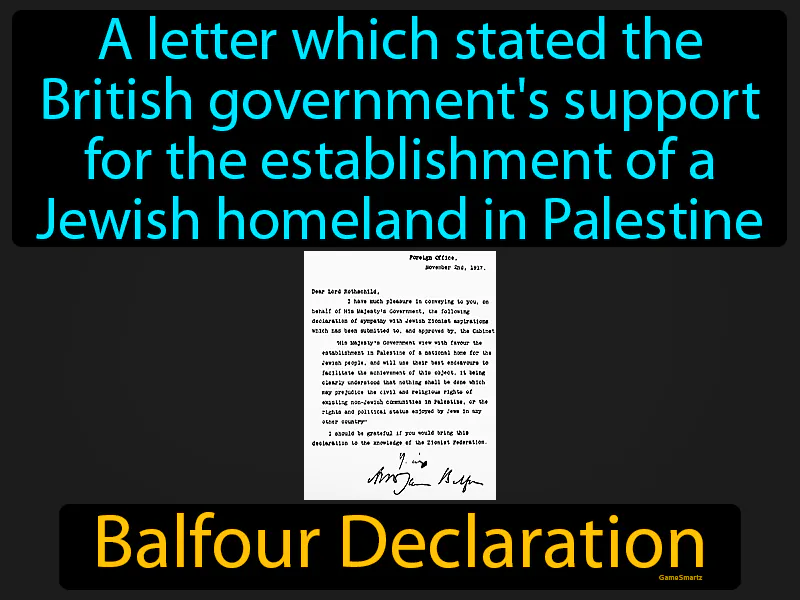 A letter which stated the
British government's support
for the establishment of a
Jewish homeland in Palestine
Foreign Office,
November 2nd, 1917.
Dear Lord Rothschild,
I have much pleasure in conveying to you, on
behalf of His Majesty's Government, the following
declaration of sympathy with Jewish Zionist aspirations
which has been submitted to, and approved by, the Cabinet
"His Majesty's Government view with favour the
establishment in Palestine of a national home for the
Jewish people, and will use their best endeavours to
facilitate the achievement of this object, it being
clearly understood that nothing shall be done which
may prejudice the civil and religious rights of
existing non-Jewish communities in Palestine, or the
rights and political status enjoyed by Jews in any
other country"
I should be grateful if you would bring this
declaration to the knowledge of the Zionist Federation.
Balfour Declaration
GameSmartz